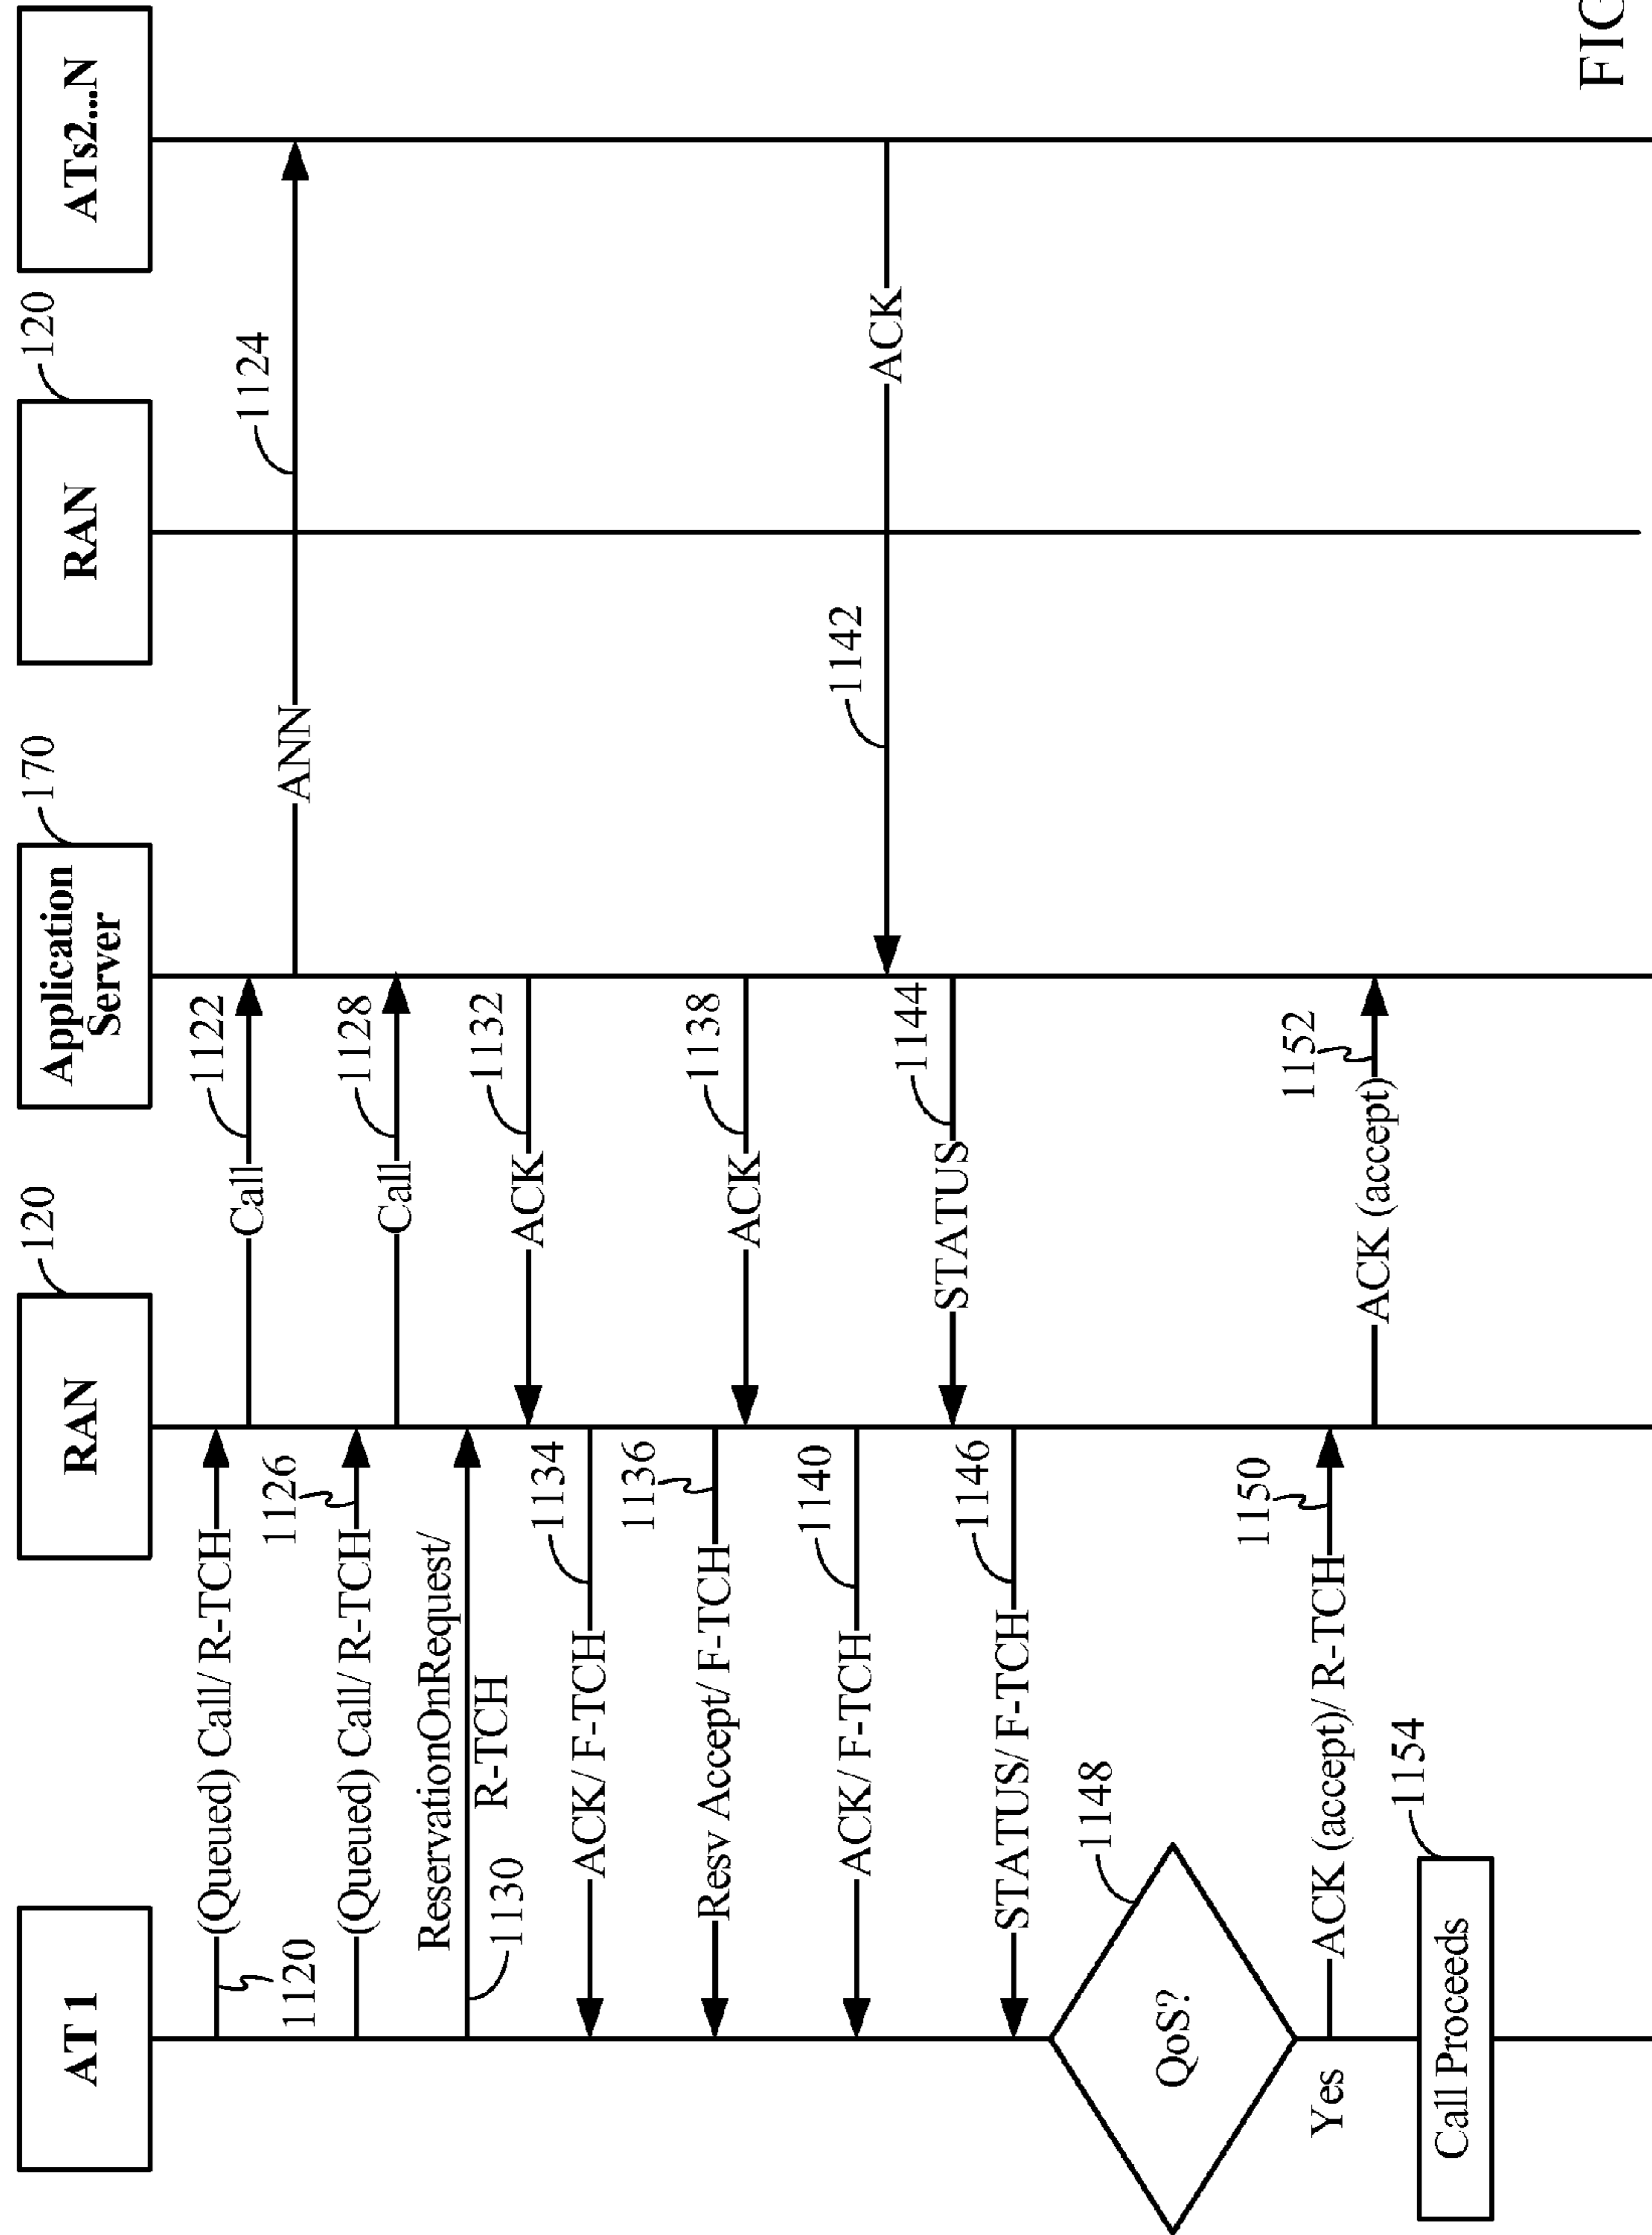 AT 1
RAN
120
Application
Server
170
RAN
120
ATs2...N
(Queued) Call/ R-TCH
1120
Call
1122
ANN
1124
(Queued) Call/ R-TCH
1126
Call
1128
ReservationOnRequest/
R-TCH
1130
ACK
1132
ACK/ F-TCH
1134
Resv Accept/ F-TCH
1136
ACK
1138
ACK/ F-TCH
1140
ACK
1142
STATUS
1144
STATUS/ F-TCH
1146
QoS?
1148
Yes
ACK (accept)/ R-TCH
1150
ACK (accept)
1152
Call Proceeds
1154
FIG